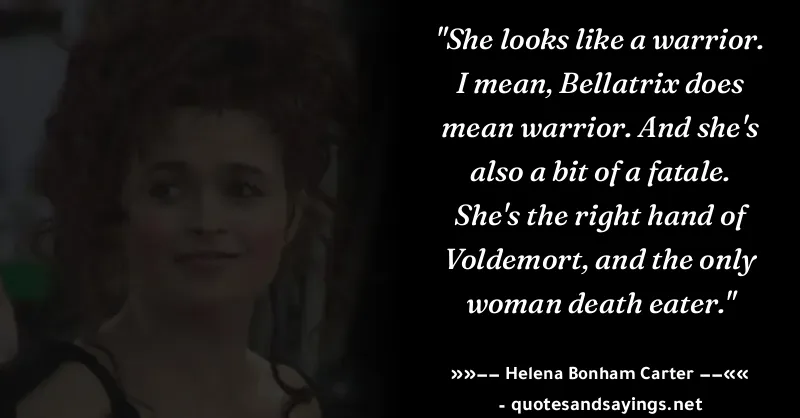 "She looks like a warrior.
I mean, Bellatrix does
mean warrior. And she's
also a bit of a fatale.
She's the right hand of
Voldemort, and the only
woman death eater."
»»–– Helena Bonham Carter ––««
- quotesandsayings.net